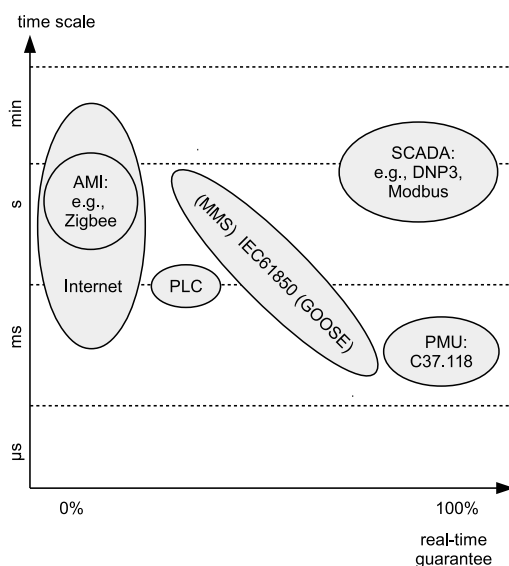 time scale
min
s
ms
µs
AMI:
e.g.,
Zigbee
Internet
PLC
(MMS) IEC61850 (GOOSE)
SCADA:
e.g., DNP3,
Modbus
PMU:
C37.118
0%
100%
real-time
guarantee